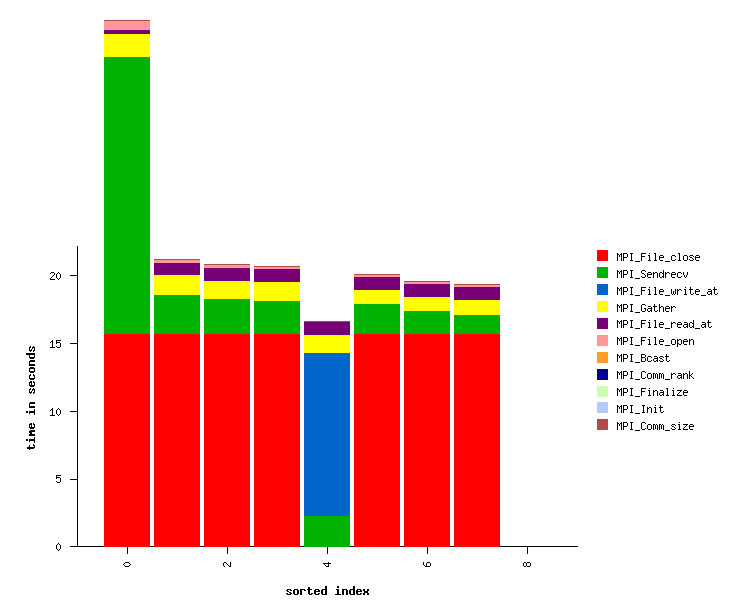 20
15
10
5
0
time in seconds
0
2
4
6
8
sorted index
MPI_File_close
MPI_Sendrecv
MPI_File_write_at
MPI_Gather
MPI_File_read_at
MPI_File_open
MPI_Bcast
MPI_Comm_rank
MPI_Finalize
MPI_Init
MPI_Comm_size